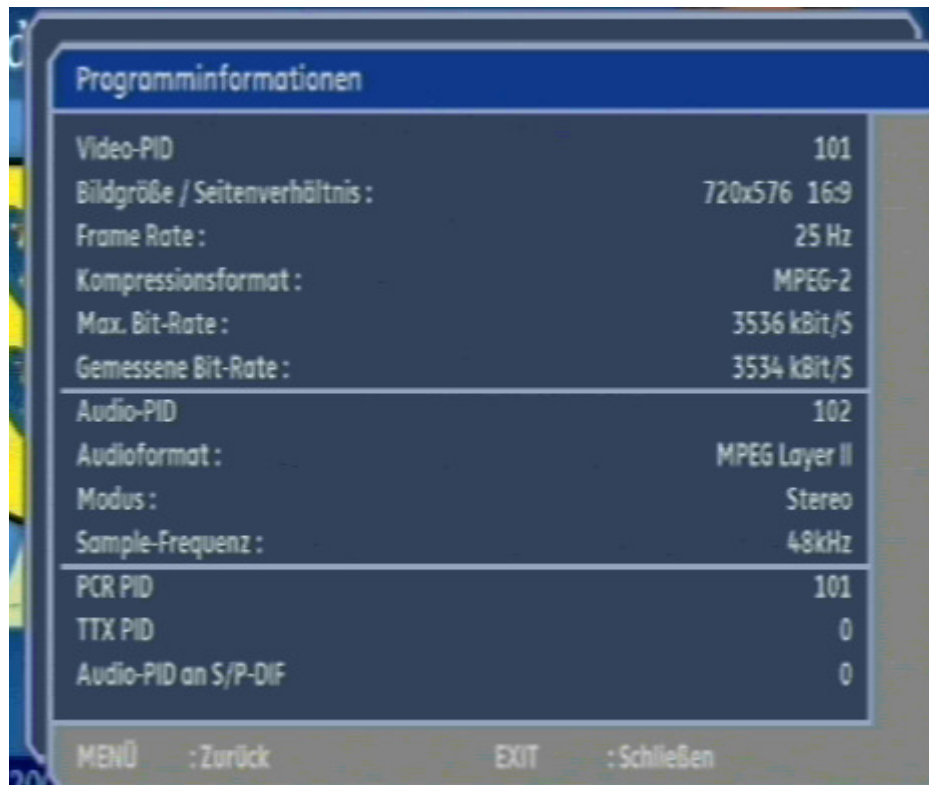 d
Programminformationen
Video-PID 101
Bildgröße / Seitenverhältnis : 720x576 16:9
Frame Rate : 25 Hz
Kompressionsformat : MPEG-2
Max. Bit-Rate : 3536 kBit/S
Gemessene Bit-Rate : 3534 kBit/S
Audio-PID 102
Audioformat : MPEG Layer II
Modus : Stereo
Sample-Frequenz : 48kHz
PCR PID 101
TTX PID 0
Audio-PID an S/P-DIF 0
MENÜ : Zurück EXIT : Schließen
200